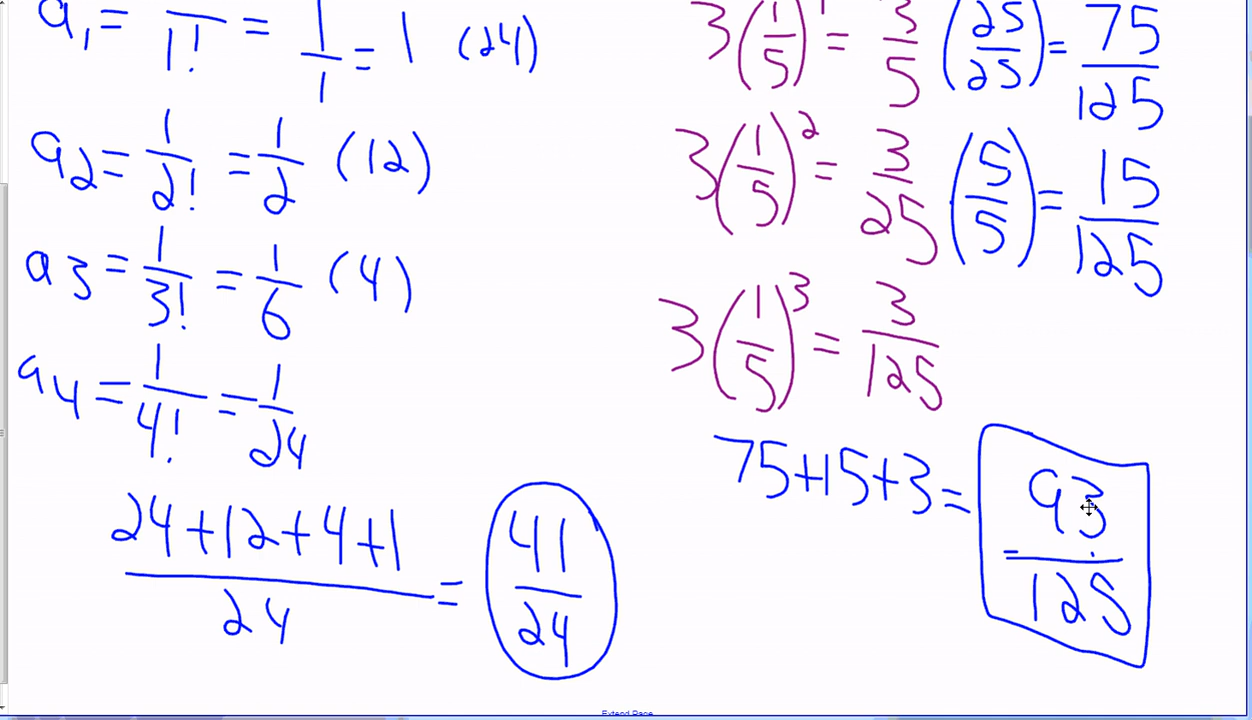 a₁ = 1/1! = 1/1 = 1 (24)
a₂ = 1/2! = 1/2 (12)
a₃ = 1/3! = 1/6 (4)
a₄ = 1/4! = 1/24
(24+12+4+1)/24 = 41/24
3(1/5)¹ = 3/5 (25/25) = 75/125
3(1/5)² = 3/25 (5/5) = 15/125
3(1/5)³ = 3/125
75+15+3 = 93/125
Extend Page